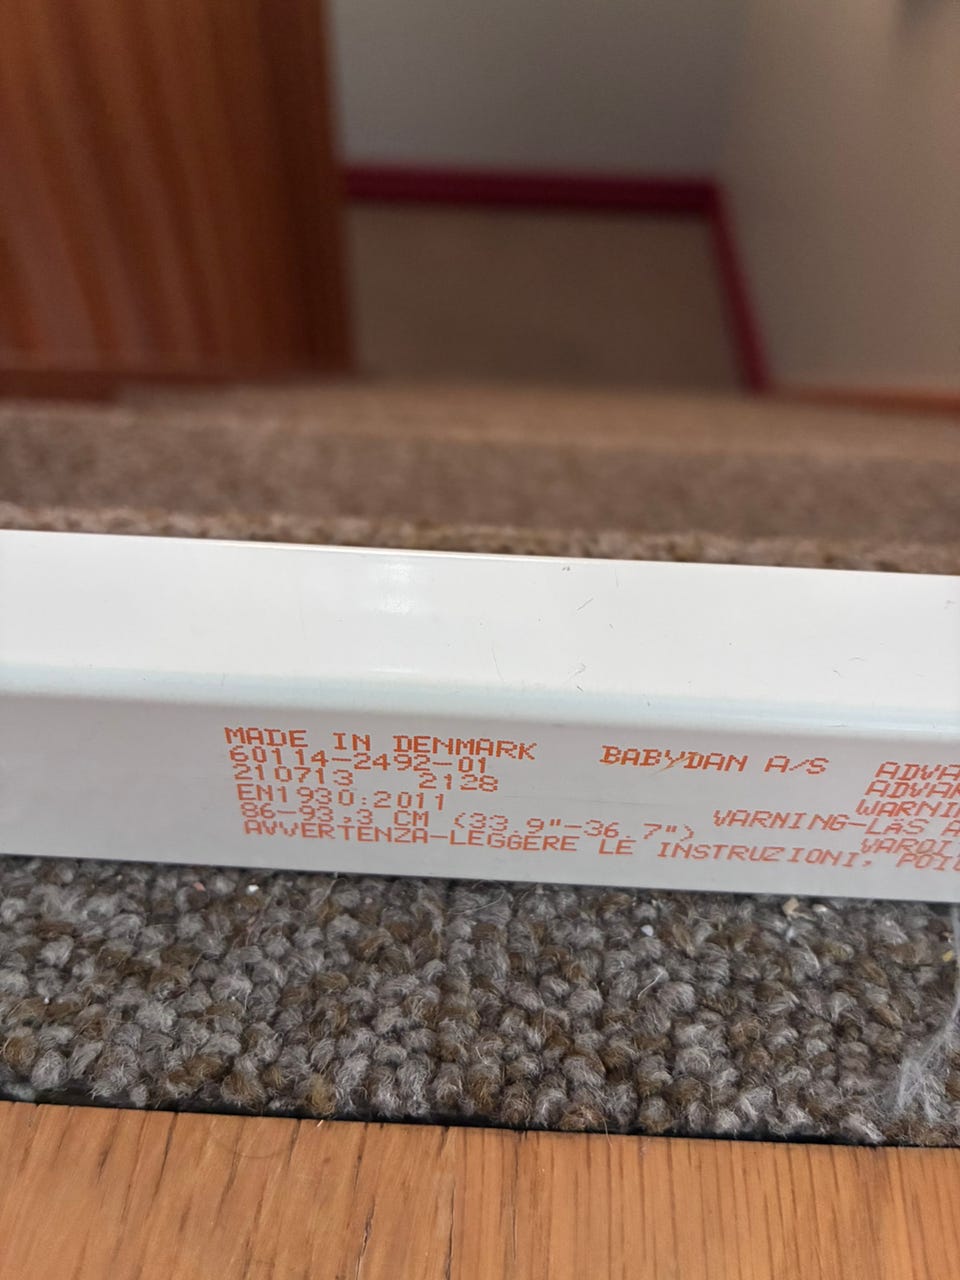 MADE IN DENMARK BABYDAN A/S
60114-2492-01
210713 2128
EN1930:2011
86-93,3 CM (33.9"-36.7") WARNING-LÄS
AVVERTENZA-LEGGERE LE INSTRUZIONI,